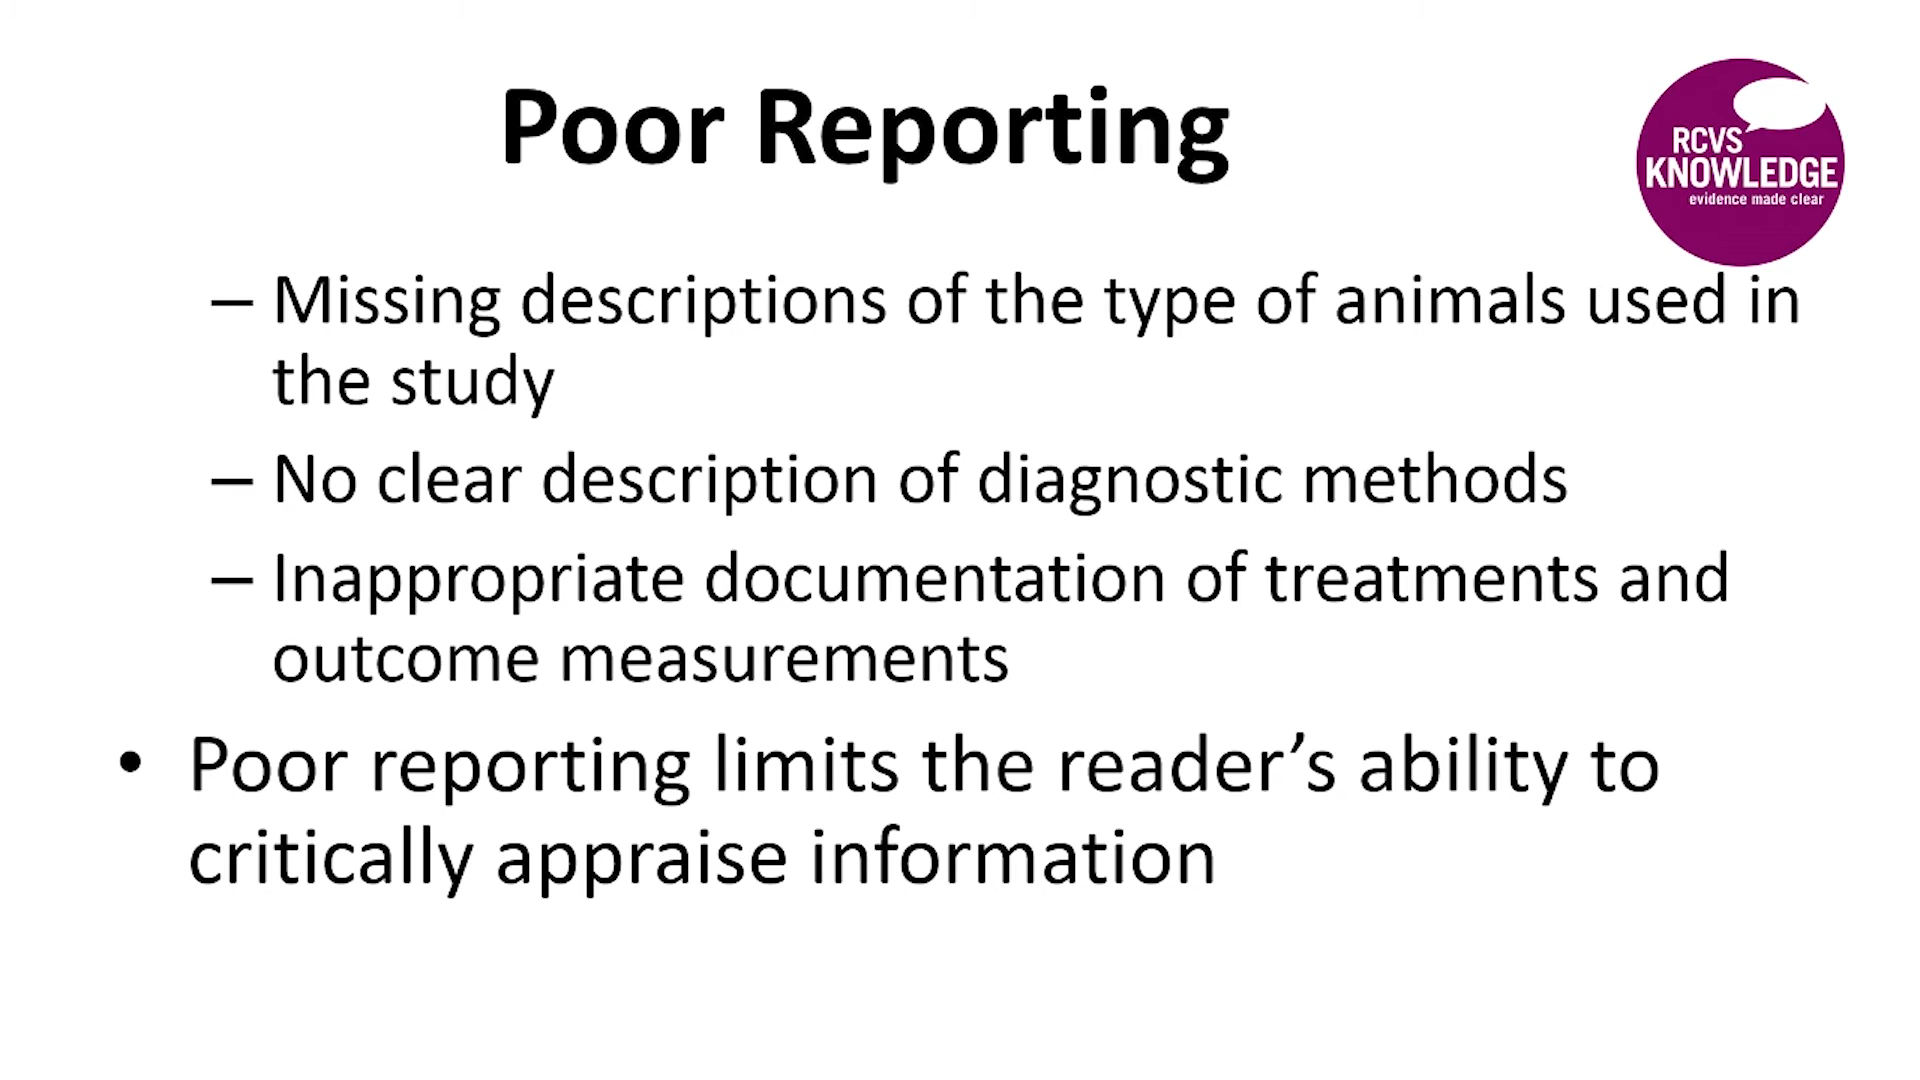 Poor Reporting
RCVS
KNOWLEDGE
evidence made clear
– Missing descriptions of the type of animals used in
the study
– No clear description of diagnostic methods
– Inappropriate documentation of treatments and
outcome measurements
• Poor reporting limits the reader’s ability to
critically appraise information